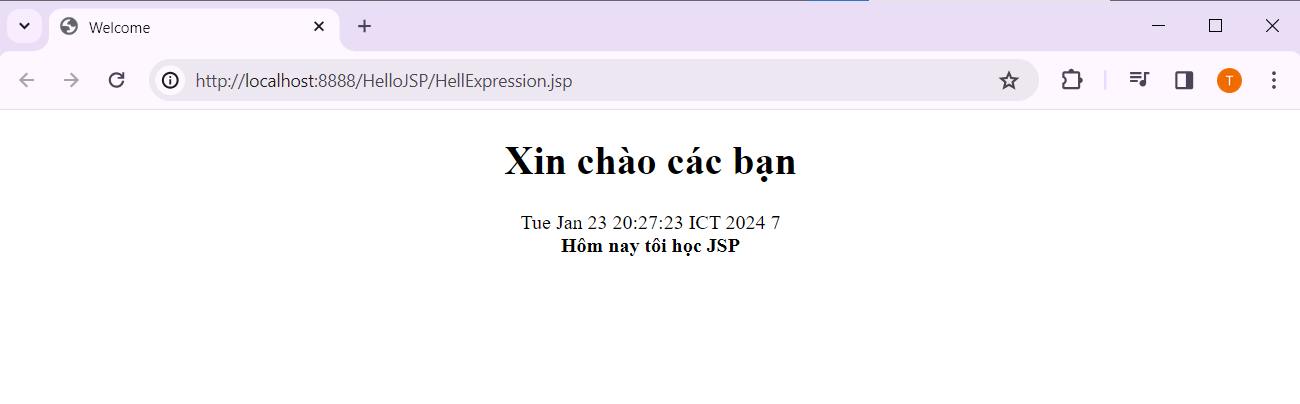 Welcome
http://localhost:8888/HelloJSP/HellExpression.jsp
T
Xin chào các bạn
Tue Jan 23 20:27:23 ICT 2024 7
Hôm nay tôi học JSP